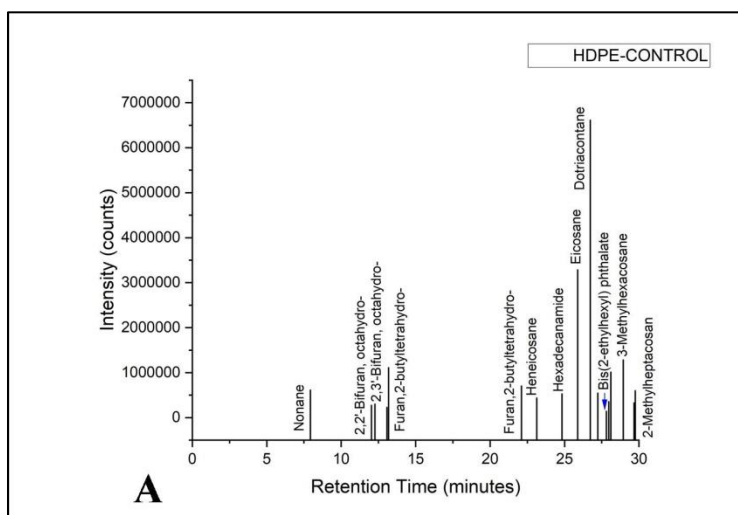 HDPE-CONTROL
7000000
6000000
5000000
4000000
3000000
2000000
1000000
0
Intensity (counts)
Nonane
2,2'-Bifuran, octahydro-
2,3'-Bifuran, octahydro-
Furan,2-butyltetrahydro-
Furan,2-butyltetrahydro-
Heneicosane
Hexadecanamide
Eicosane
Dotriacontane
Bis(2-ethylhexyl) phthalate
3-Methylhexacosane
2-Methylheptacosan
0 5 10 15 20 25 30
Retention Time (minutes)
A